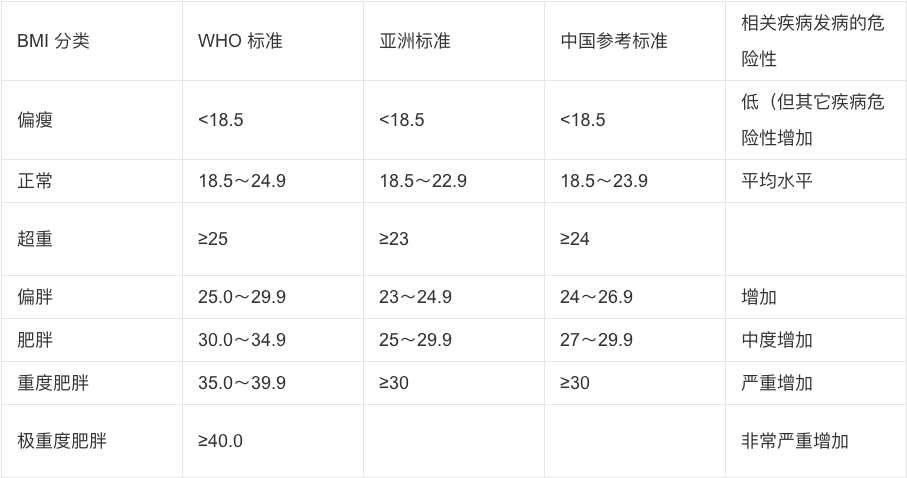 BMI 分类 WHO 标准 亚洲标准 中国参考标准 相关疾病发病的危
险性
偏瘦 <18.5 <18.5 <18.5 低（但其它疾病危
险性增加
正常 18.5～24.9 18.5～22.9 18.5～23.9 平均水平
超重 ≥25 ≥23 ≥24
偏胖 25.0～29.9 23～24.9 24～26.9 增加
肥胖 30.0～34.9 25～29.9 27～29.9 中度增加
重度肥胖 35.0～39.9 ≥30 ≥30 严重增加
极重度肥胖 ≥40.0 非常严重增加